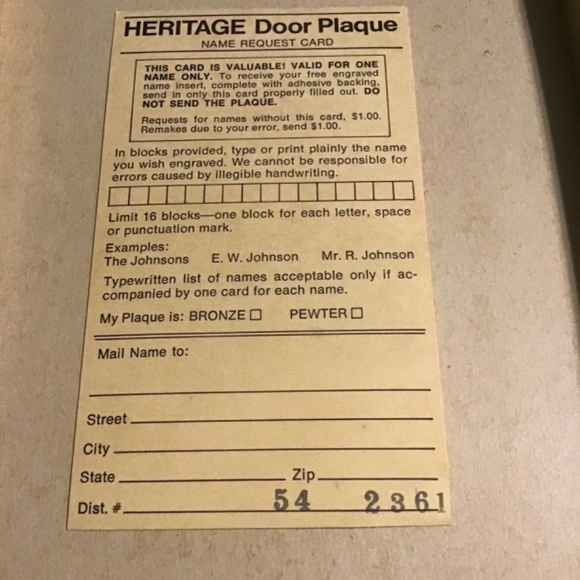 HERITAGE Door Plaque
NAME REQUEST CARD
THIS CARD IS VALUABLE! VALID FOR ONE
NAME ONLY. To receive your free engraved
name insert, complete with adhesive backing,
send in only this card properly filled out. DO
NOT SEND THE PLAQUE.
Requests for names without this card, $1.00.
Remakes due to your error, send $1.00.
In blocks provided, type or print plainly the name
you wish engraved. We cannot be responsible for
errors caused by illegible handwriting.
Limit 16 blocks—one block for each letter, space
or punctuation mark.
Examples:
The Johnsons E. W. Johnson Mr. R. Johnson
Typewritten list of names acceptable only if ac-
companied by one card for each name.
My Plaque is: BRONZE PEWTER
Mail Name to:
Street
City
State Zip
Dist. # 54 2361